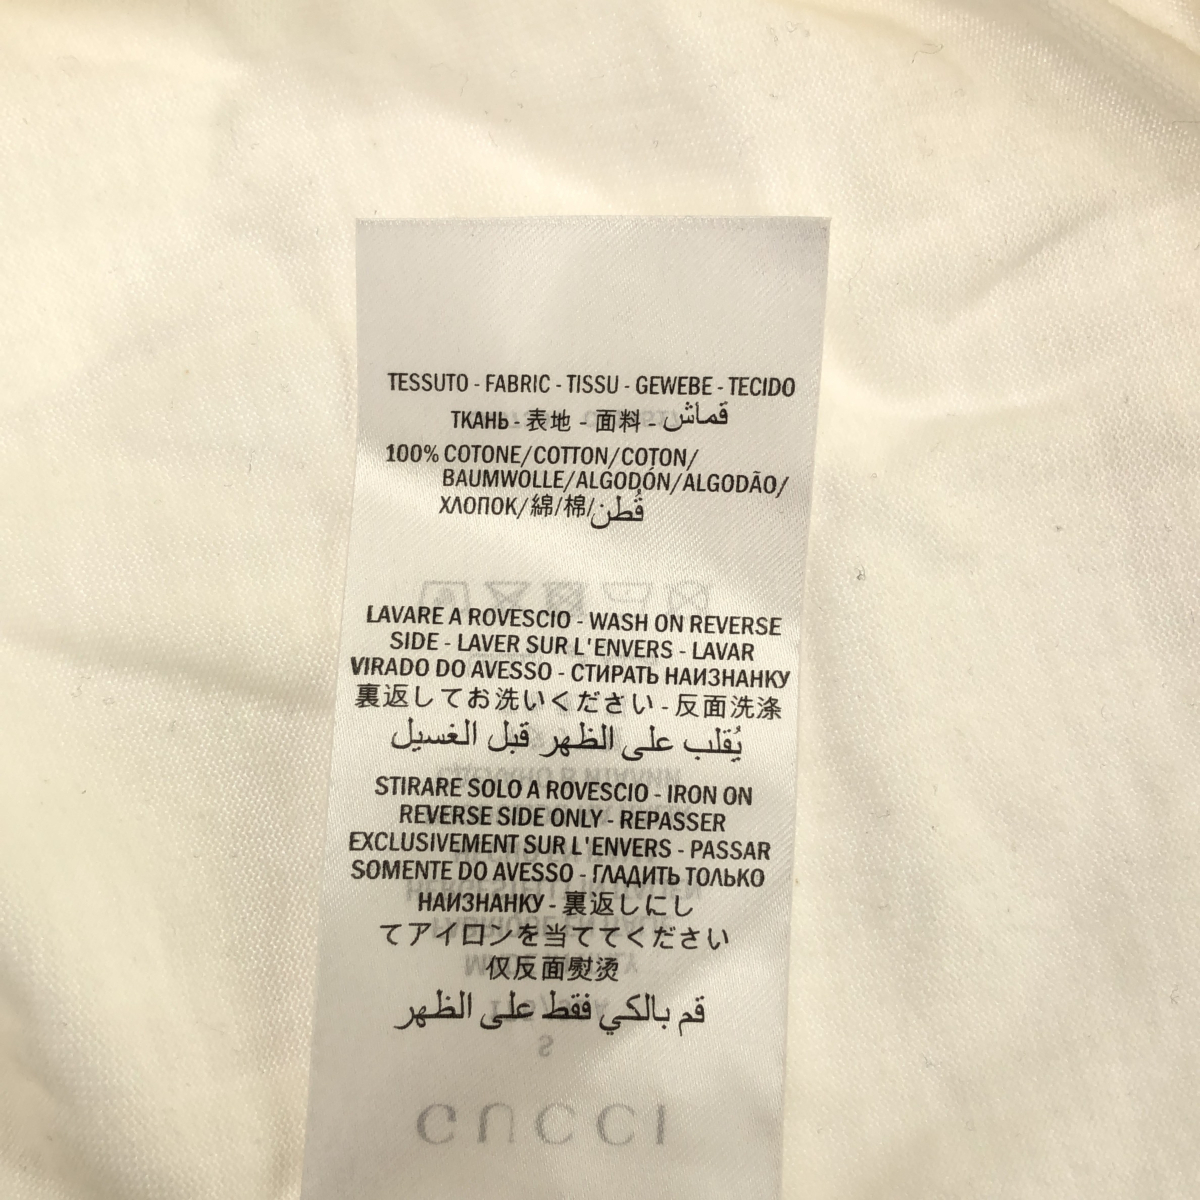 TESSUTO - FABRIC - TISSU - GEWEBE - TECIDO
ТКАНЬ - 表地 - 面料 - قماش
100% COTONE/COTTON/COTON/
BAUMWOLLE/ALGODÓN/ALGODÃO/
ХЛОПОК/綿/棉/قُطن
LAVARE A ROVESCIO - WASH ON REVERSE
SIDE - LAVER SUR L'ENVERS - LAVAR
VIRADO DO AVESSO - СТИРАТЬ НАИЗНАНКУ
裏返してお洗いください - 反面洗涤
يُقلب على الظهر قبل الغسيل
STIRARE SOLO A ROVESCIO - IRON ON
REVERSE SIDE ONLY - REPASSER
EXCLUSIVEMENT SUR L'ENVERS - PASSAR
SOMENTE DO AVESSO - ГЛАДИТЬ ТОЛЬКО
НАИЗНАНКУ - 裏返しにし
てアイロンを当ててください
仅反面熨烫
قم بالكي فقط على الظهر
S
GUCCI